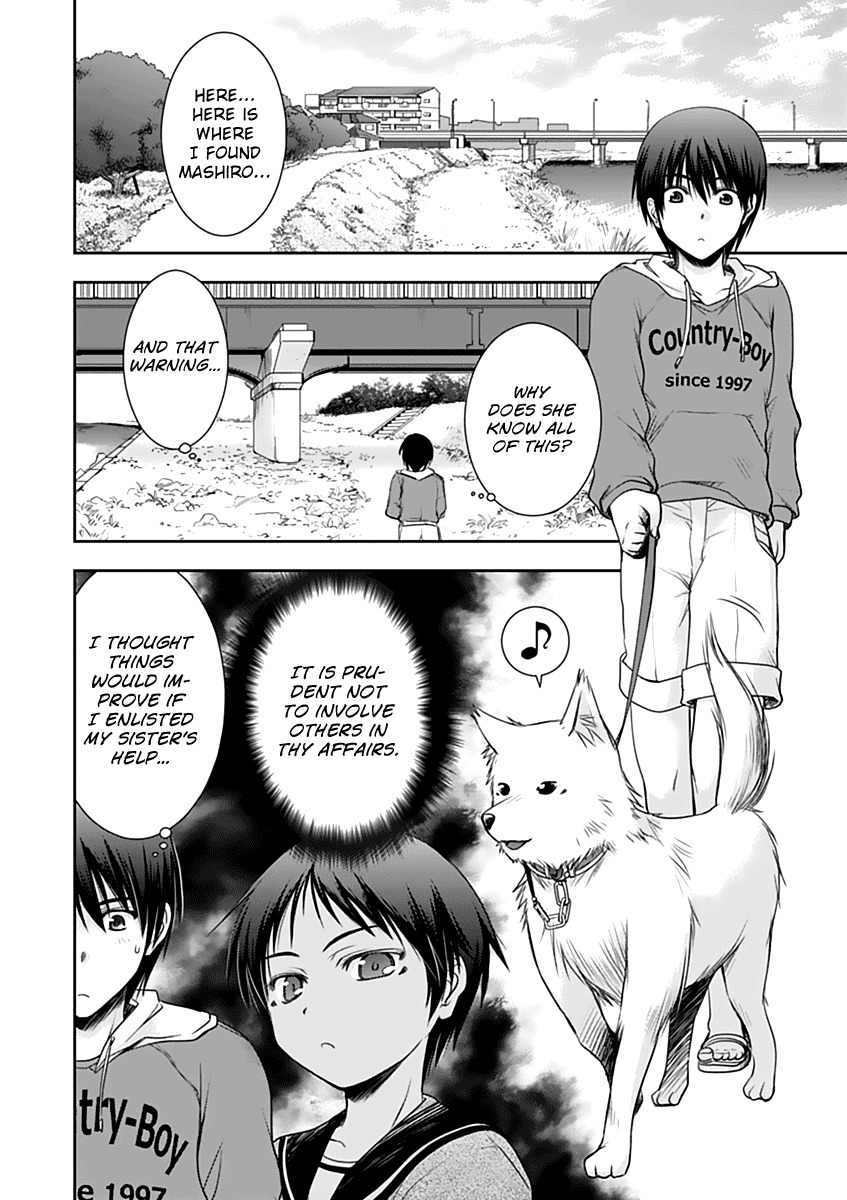 HERE...
HERE IS
WHERE
I FOUND
MASHIRO...
Country-Boy
since 1997
WHY
DOES SHE
KNOW ALL
OF THIS?
AND THAT
WARNING...
IT IS PRU-
DENT NOT
TO INVOLVE
OTHERS IN
THY AFFAIRS.
I THOUGHT
THINGS
WOULD IM-
PROVE IF
I ENLISTED
MY SISTER'S
HELP...
try-Boy
e 1997